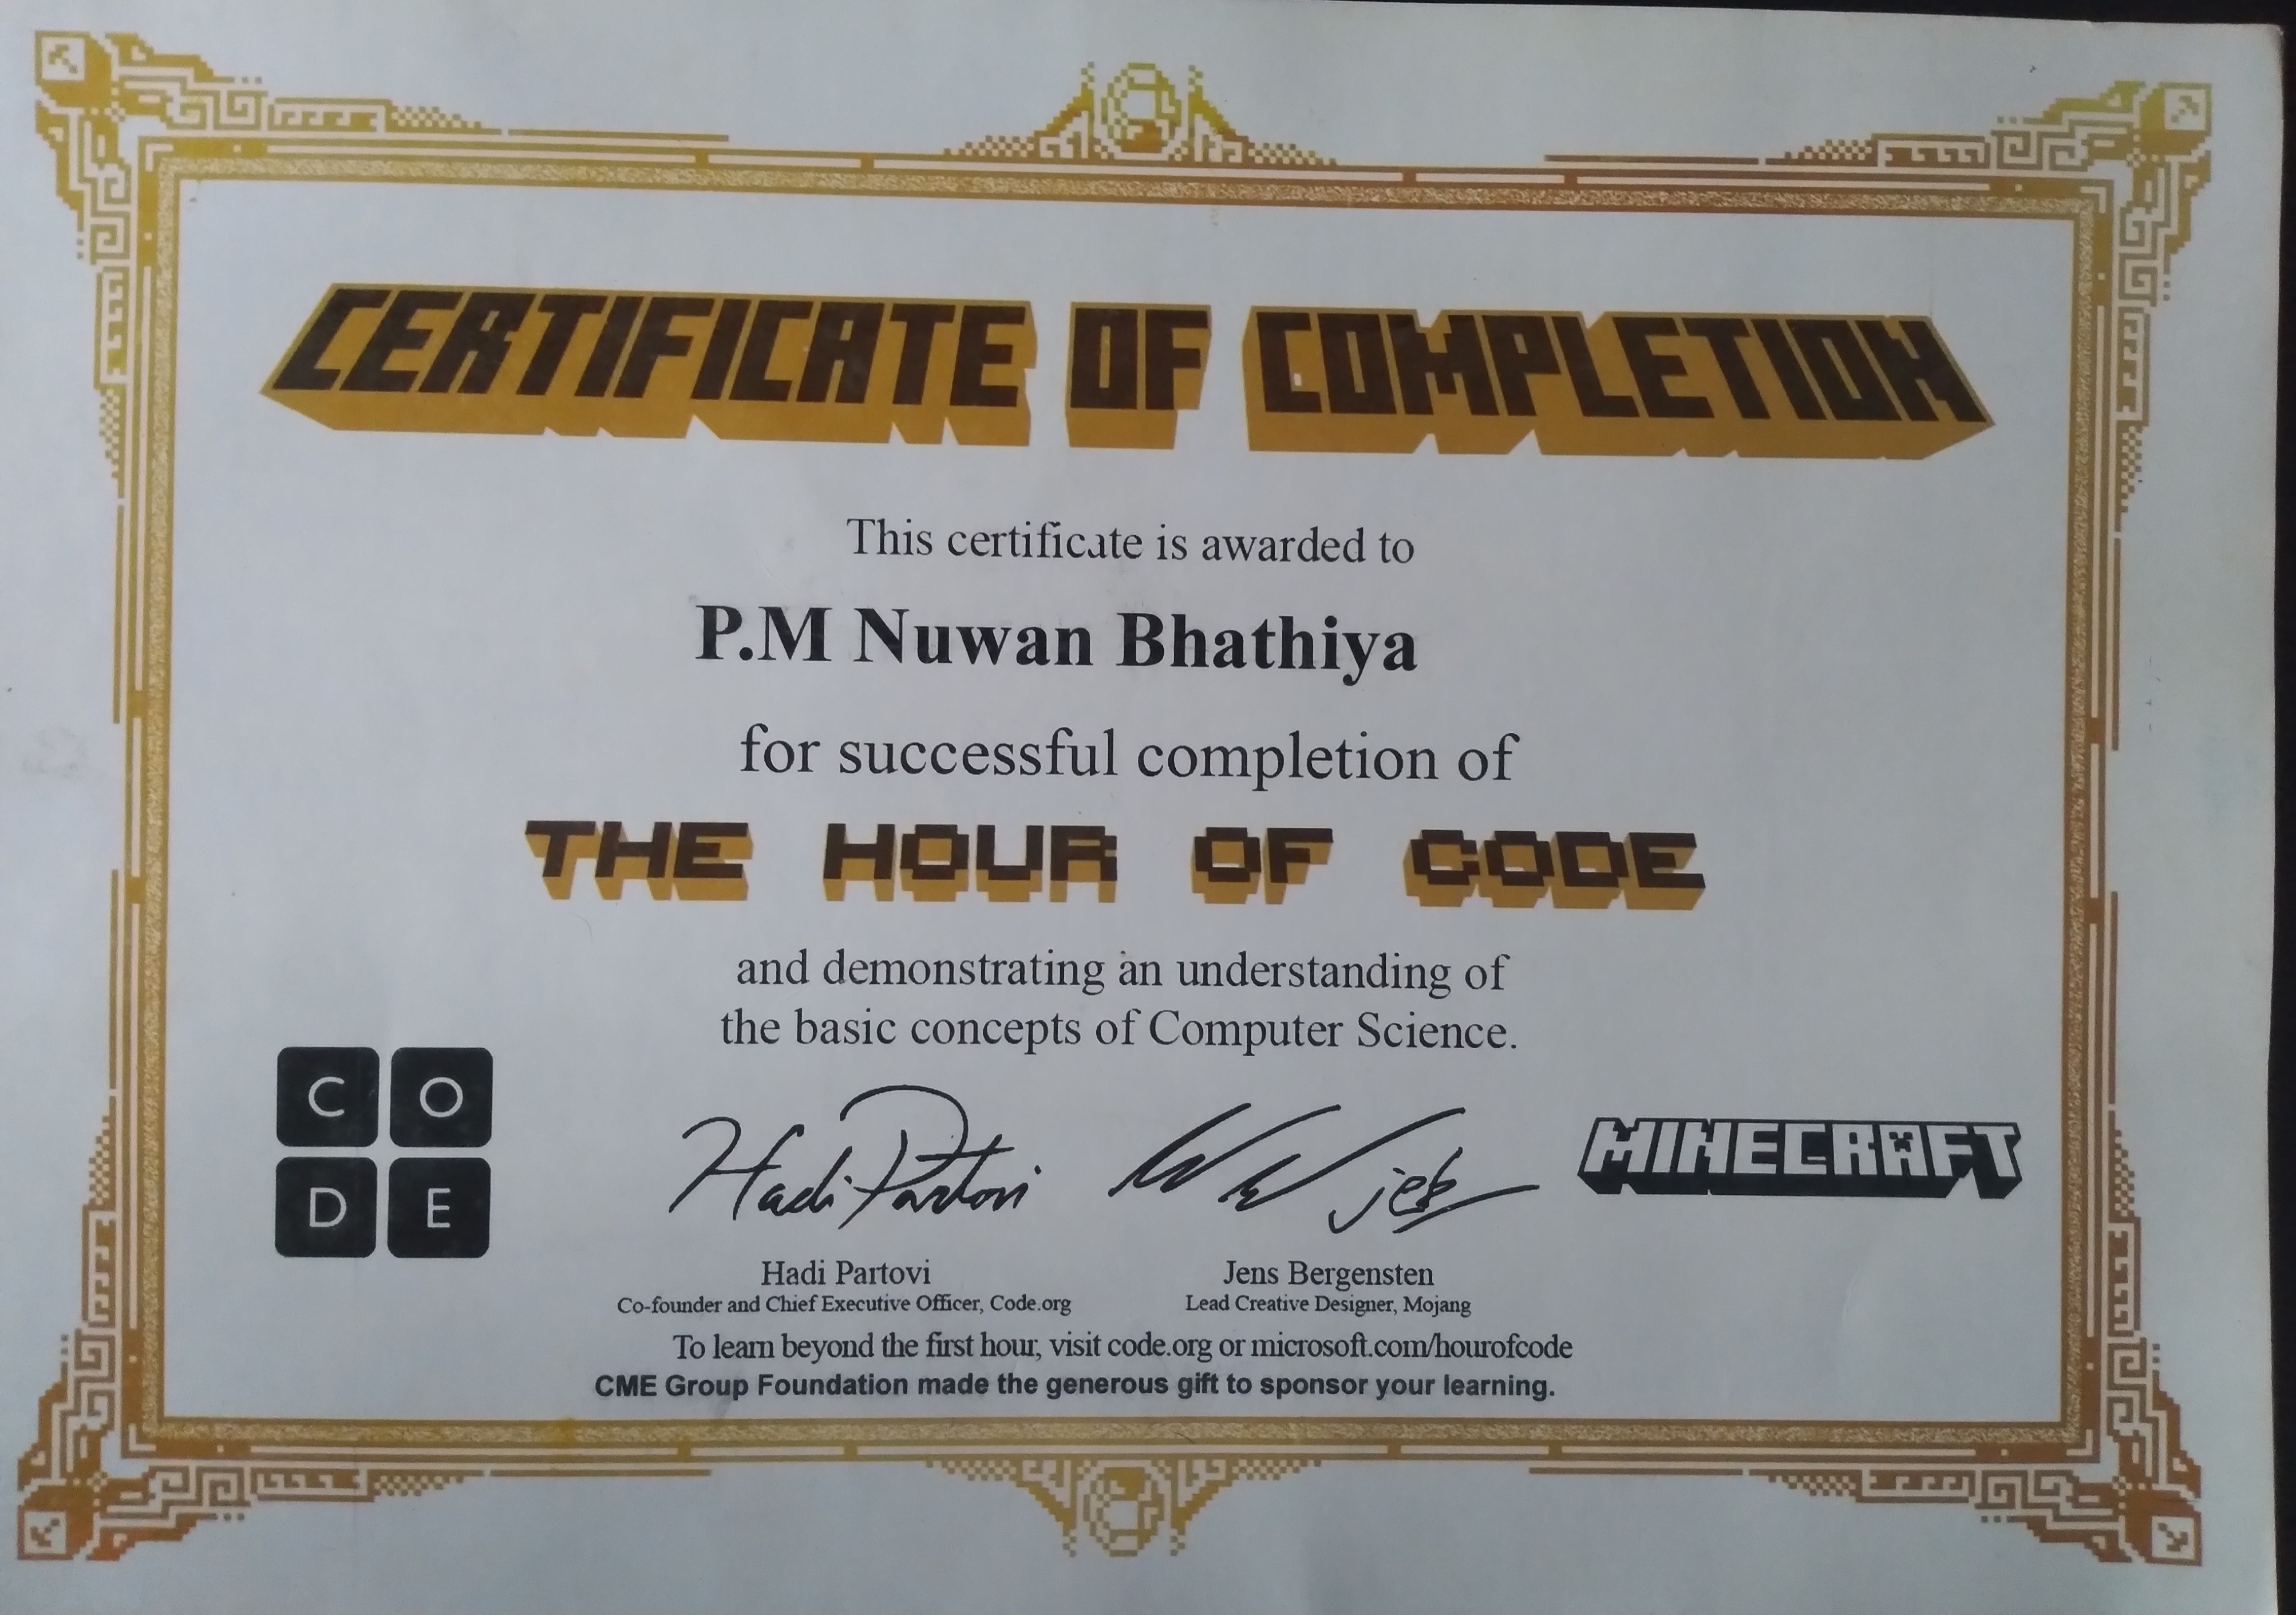 CERTIFICATE OF COMPLETION
This certificate is awarded to
P.M Nuwan Bhathiya
for successful completion of
THE HOUR OF CODE
and demonstrating an understanding of
the basic concepts of Computer Science.
C O
D E
Hadi Partovi
jeb
MINECRAFT
Hadi Partovi
Co-founder and Chief Executive Officer, Code.org
Jens Bergensten
Lead Creative Designer, Mojang
To learn beyond the first hour, visit code.org or microsoft.com/hourofcode
CME Group Foundation made the generous gift to sponsor your learning.